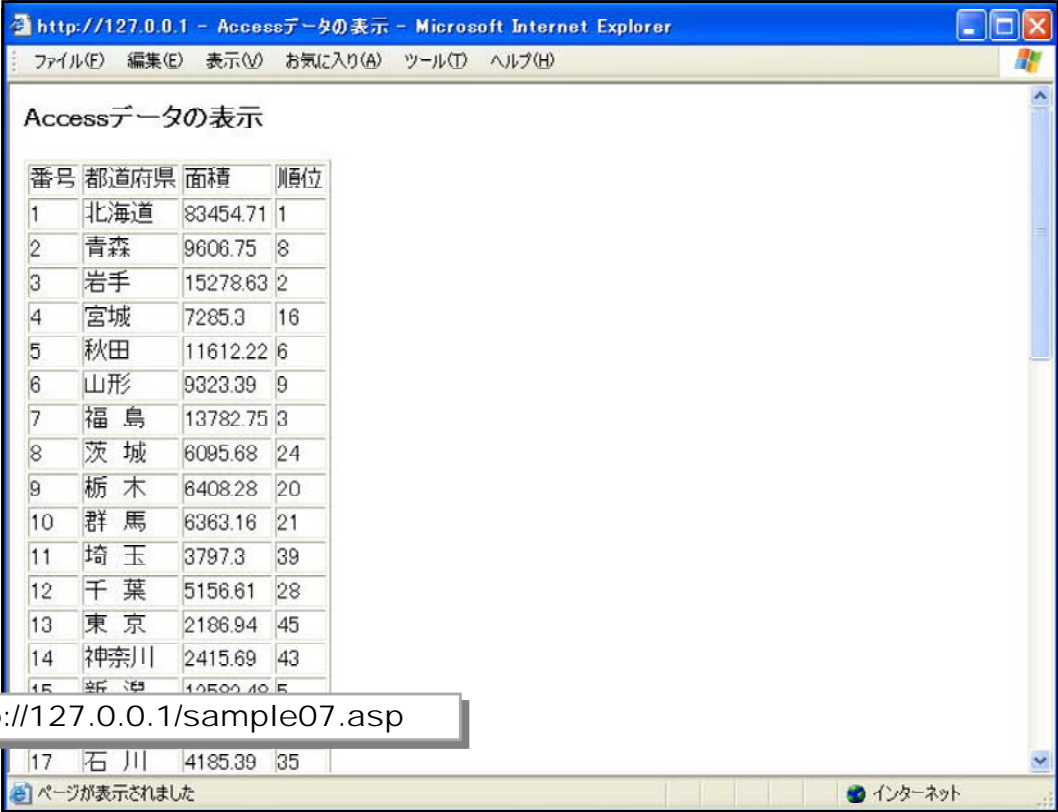 http://127.0.0.1 - Accessデータの表示 - Microsoft Internet Explorer
ファイル(F) 編集(E) 表示(V) お気に入り(A) ツール(T) ヘルプ(H)
Accessデータの表示
番号 都道府県 面積 順位
1 北海道 83454.71 1
2 青森 9606.75 8
3 岩手 15278.63 2
4 宮城 7285.3 16
5 秋田 11612.22 6
6 山形 9323.39 9
7 福 島 13782.75 3
8 茨 城 6095.68 24
9 栃 木 6408.28 20
10 群 馬 6363.16 21
11 埼 玉 3797.3 39
12 千 葉 5156.61 28
13 東 京 2186.94 45
14 神奈川 2415.69 43
15 新 潟 12582.48 5
://127.0.0.1/sample07.asp
17 石 川 4185.39 35
ページが表示されました インターネット